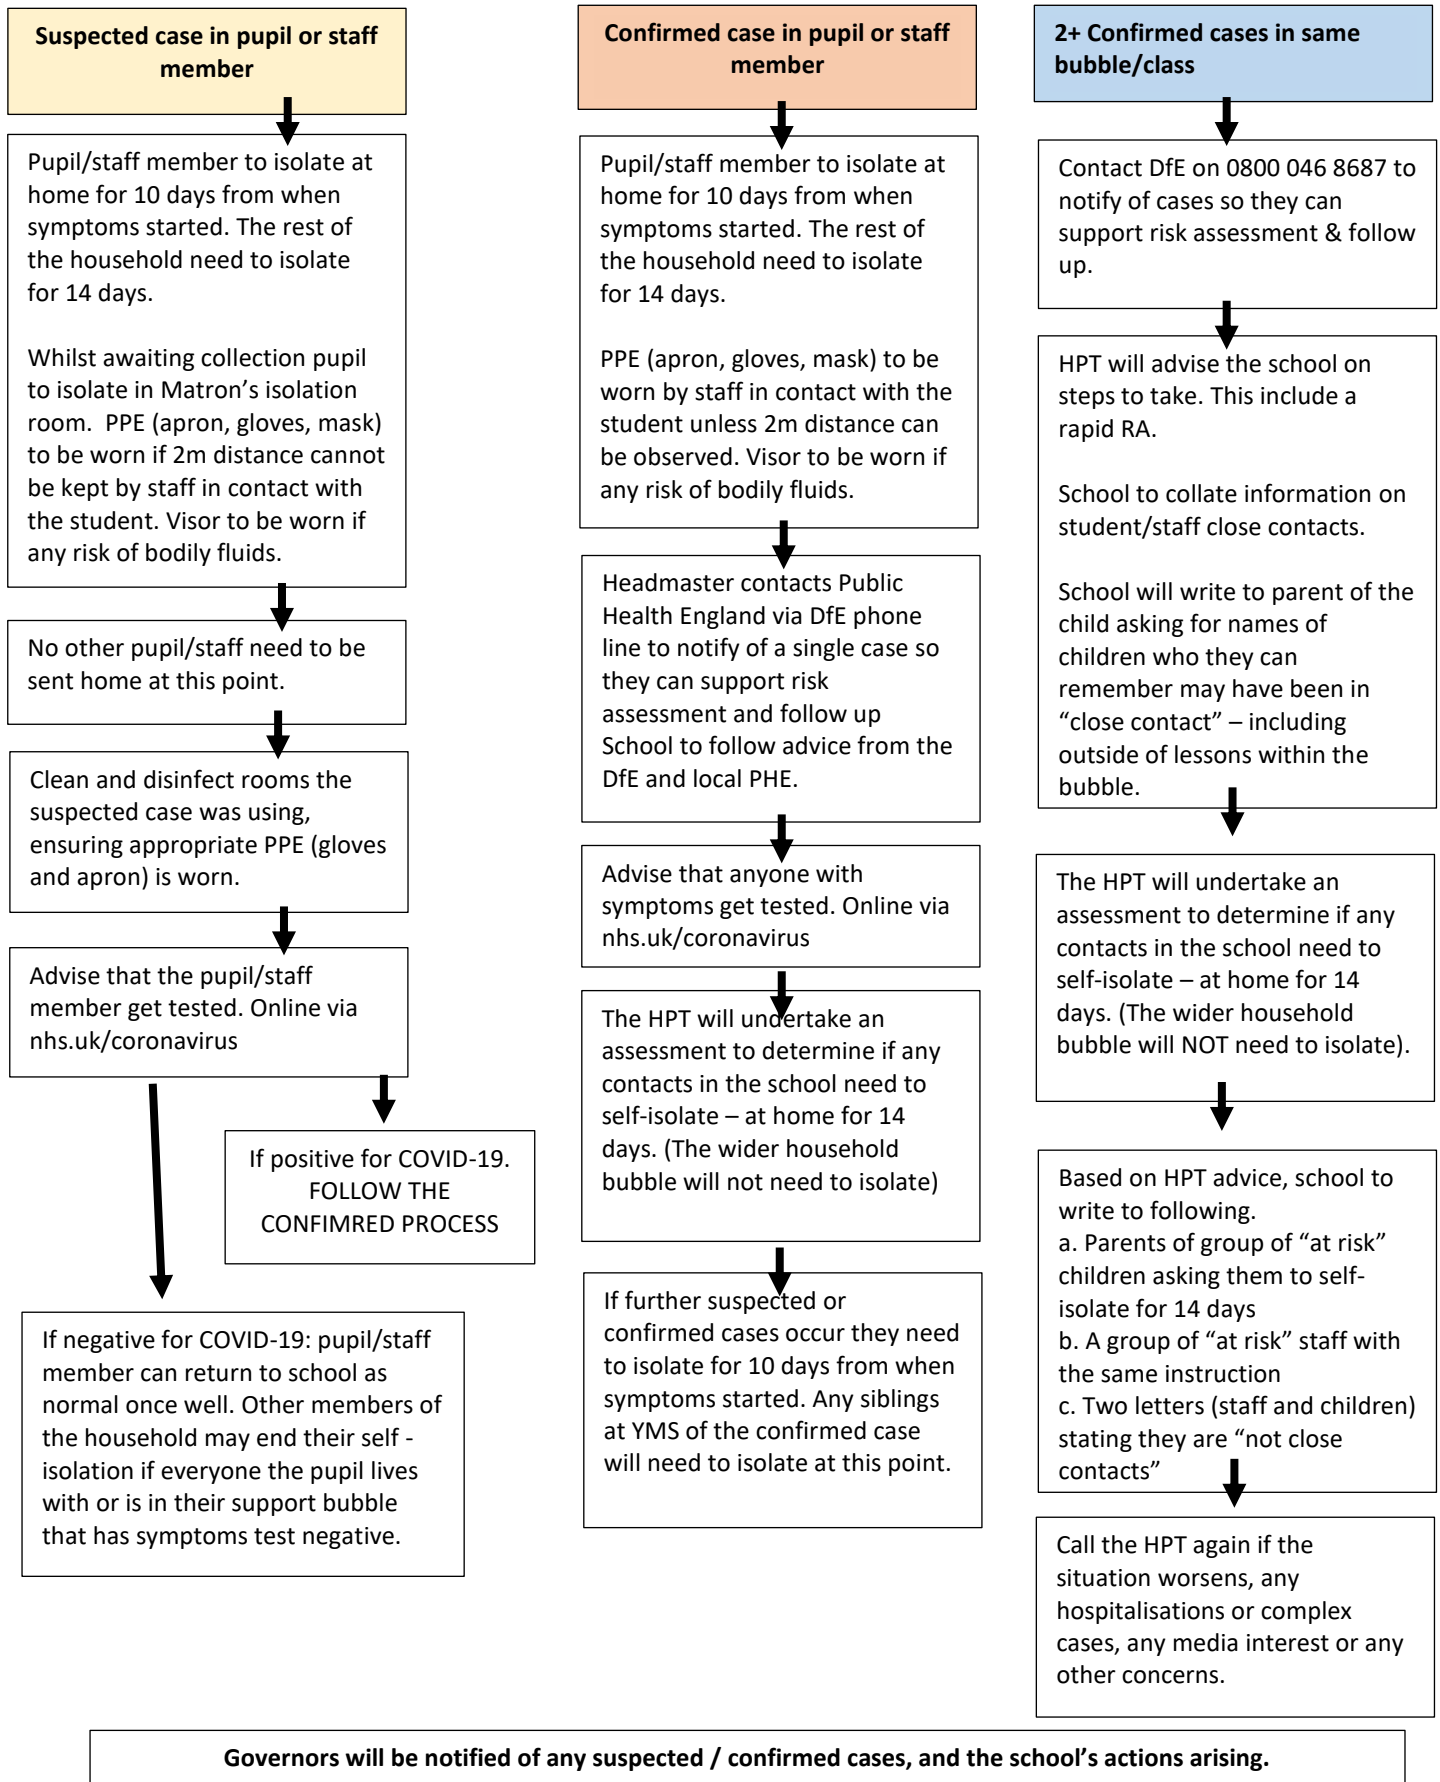 Suspected case in pupil or staff
member
Pupil/staff member to isolate at
home for 10 days from when
symptoms started. The rest of
the household need to isolate
for 14 days.
Whilst awaiting collection pupil
to isolate in Matron’s isolation
room.  PPE (apron, gloves, mask)
to be worn if 2m distance cannot
be kept by staff in contact with
the student. Visor to be worn if
any risk of bodily fluids.
No other pupil/staff need to be
sent home at this point.
Clean and disinfect rooms the
suspected case was using,
ensuring appropriate PPE (gloves
and apron) is worn.
Advise that the pupil/staff
member get tested. Online via
nhs.uk/coronavirus
If positive for COVID-19.
FOLLOW THE
CONFIMRED PROCESS
If negative for COVID-19: pupil/staff
member can return to school as
normal once well. Other members of
the household may end their self -
isolation if everyone the pupil lives
with or is in their support bubble
that has symptoms test negative.
Confirmed case in pupil or staff
member
Pupil/staff member to isolate at
home for 10 days from when
symptoms started. The rest of
the household need to isolate
for 14 days.
PPE (apron, gloves, mask) to be
worn by staff in contact with the
student unless 2m distance can
be observed. Visor to be worn if
any risk of bodily fluids.
Headmaster contacts Public
Health England via DfE phone
line to notify of a single case so
they can support risk
assessment and follow up
School to follow advice from the
DfE and local PHE.
Advise that anyone with
symptoms get tested. Online via
nhs.uk/coronavirus
The HPT will undertake an
assessment to determine if any
contacts in the school need to
self-isolate – at home for 14
days. (The wider household
bubble will not need to isolate)
If further suspected or
confirmed cases occur they need
to isolate for 10 days from when
symptoms started. Any siblings
at YMS of the confirmed case
will need to isolate at this point.
2+ Confirmed cases in same
bubble/class
Contact DfE on 0800 046 8687 to
notify of cases so they can
support risk assessment & follow
up.
HPT will advise the school on
steps to take. This include a
rapid RA.
School to collate information on
student/staff close contacts.
School will write to parent of the
child asking for names of
children who they can
remember may have been in
“close contact” – including
outside of lessons within the
bubble.
The HPT will undertake an
assessment to determine if any
contacts in the school need to
self-isolate – at home for 14
days. (The wider household
bubble will NOT need to isolate).
Based on HPT advice, school to
write to following.
a. Parents of group of “at risk”
children asking them to self-
isolate for 14 days
b. A group of “at risk” staff with
the same instruction
c. Two letters (staff and children)
stating they are “not close
contacts”
Call the HPT again if the
situation worsens, any
hospitalisations or complex
cases, any media interest or any
other concerns.
Governors will be notified of any suspected / confirmed cases, and the school’s actions arising.